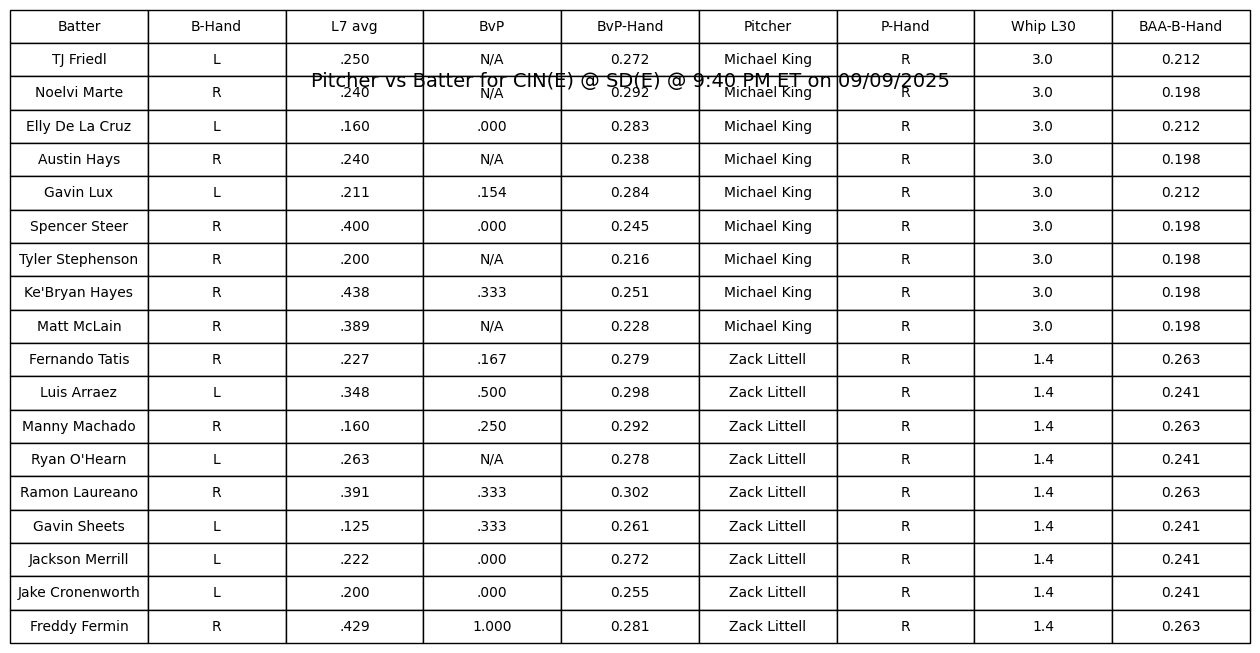 Batter B-Hand L7 avg BvP BvP-Hand Pitcher P-Hand Whip L30 BAA-B-Hand
TJ Friedl L .250 N/A 0.272 Michael King R 3.0 0.212
Pitcher vs Batter for CIN(E) @ SD(E) @ 9:40 PM ET on 09/09/2025
Noelvi Marte R .240 N/A 0.292 Michael King R 3.0 0.198
Elly De La Cruz L .160 .000 0.283 Michael King R 3.0 0.212
Austin Hays R .240 N/A 0.238 Michael King R 3.0 0.198
Gavin Lux L .211 .154 0.284 Michael King R 3.0 0.212
Spencer Steer R .400 .000 0.245 Michael King R 3.0 0.198
Tyler Stephenson R .200 N/A 0.216 Michael King R 3.0 0.198
Ke'Bryan Hayes R .438 .333 0.251 Michael King R 3.0 0.198
Matt McLain R .389 N/A 0.228 Michael King R 3.0 0.198
Fernando Tatis R .227 .167 0.279 Zack Littell R 1.4 0.263
Luis Arraez L .348 .500 0.298 Zack Littell R 1.4 0.241
Manny Machado R .160 .250 0.292 Zack Littell R 1.4 0.263
Ryan O'Hearn L .263 N/A 0.278 Zack Littell R 1.4 0.241
Ramon Laureano R .391 .333 0.302 Zack Littell R 1.4 0.263
Gavin Sheets L .125 .333 0.261 Zack Littell R 1.4 0.241
Jackson Merrill L .222 .000 0.272 Zack Littell R 1.4 0.241
Jake Cronenworth L .200 .000 0.255 Zack Littell R 1.4 0.241
Freddy Fermin R .429 1.000 0.281 Zack Littell R 1.4 0.263